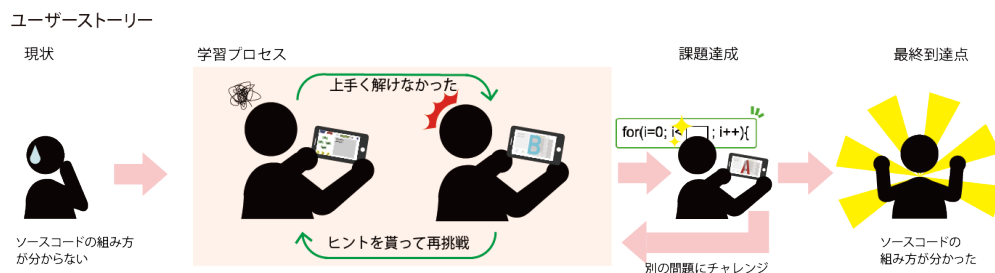 ユーザーストーリー
現状
学習プロセス
課題達成
最終到達点
上手く解けなかった
for(i=0; i< ; i++){
B
A
ヒントを貰って再挑戦
ソースコードの組み方
が分からない
別の問題にチャレンジ
ソースコードの
組み方が分かった